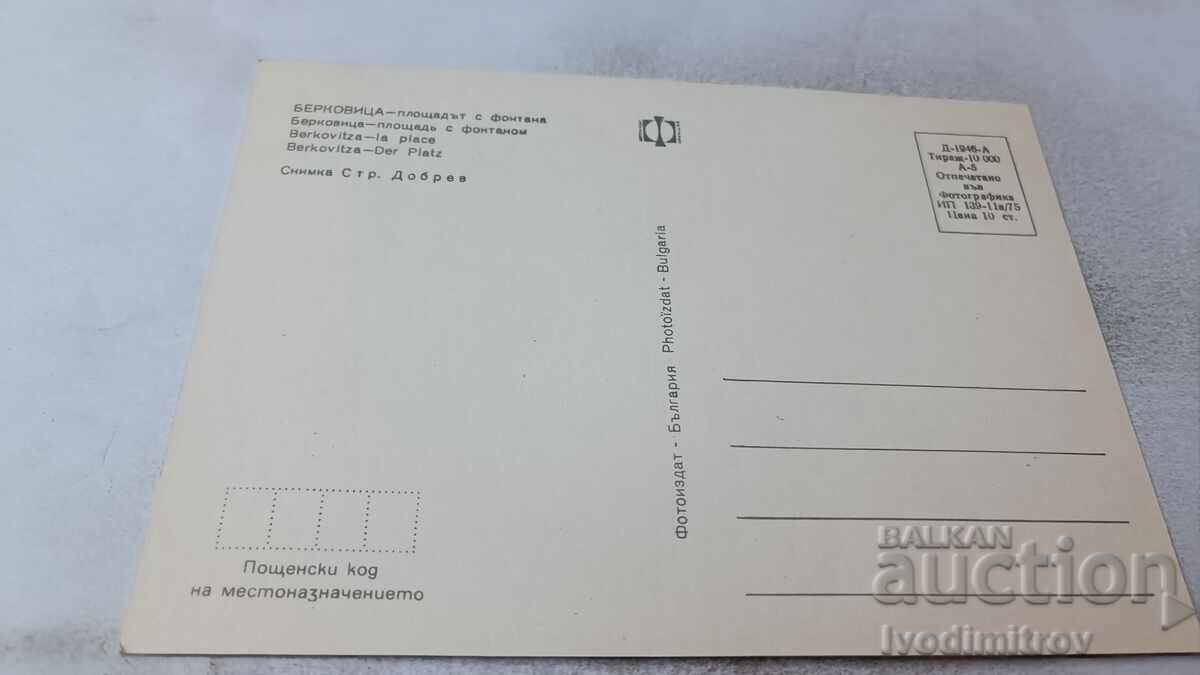 БЕРКОВИЦА—площадът с фонтана
Берковица—площадь с фонтаном
Berkovitza—la place
Berkovitza—Der Platz
Снимка Стр. Добрев
Д-1946-А
Тираж-10 000
А-5
Отпечатано
във
Фотографика
ИП 139-11а/75
Цена 10 ст.
Фотоиздат - България Photoïzdat - Bulgaria
Пощенски код
на местоназначението
BALKAN
auction
Ivodimitrov